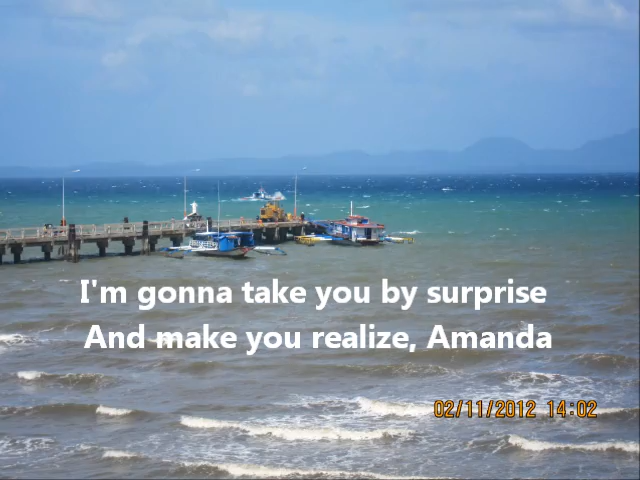 I'm gonna take you by surprise
And make you realize, Amanda
02/11/2012 14:02